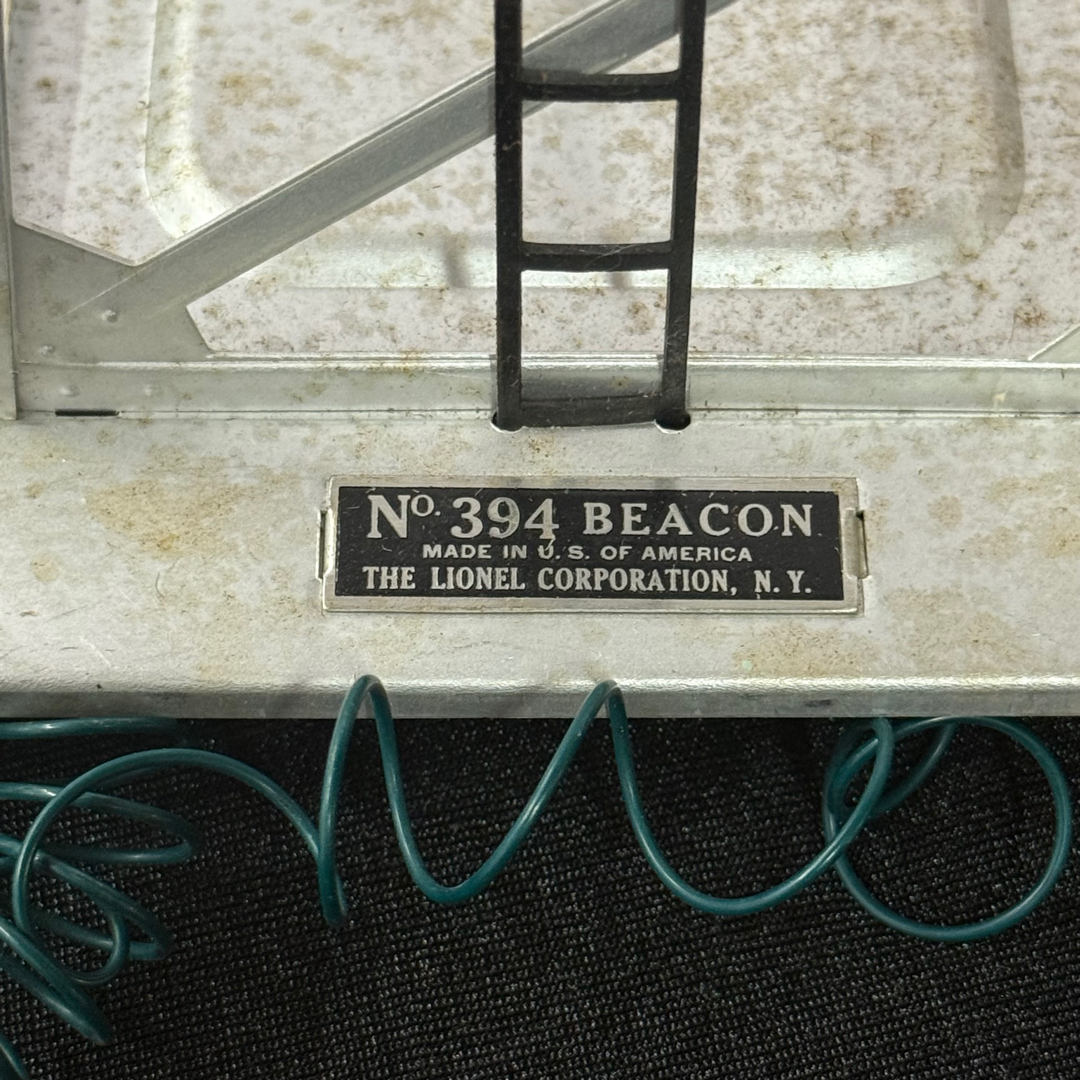 No. 394 BEACON
MADE IN U. S. OF AMERICA
THE LIONEL CORPORATION, N. Y.